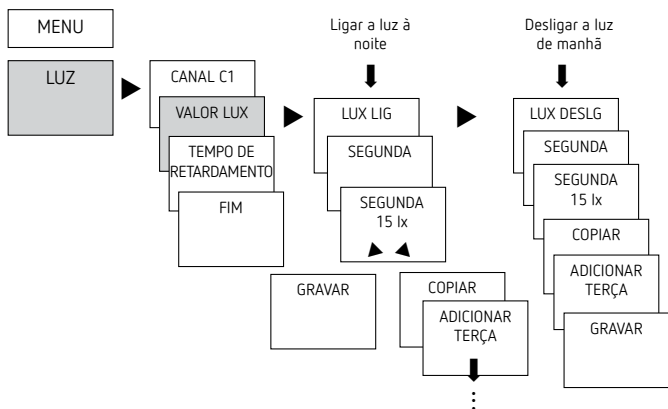 MENU
LUZ
CANAL C1
VALOR LUX
TEMPO DE
RETARDAMENTO
FIM
Ligar a luz à
noite
LUX LIG
SEGUNDA
SEGUNDA
15 lx
GRAVAR
COPIAR
ADICIONAR
TERÇA
Desligar a luz
de manhã
LUX DESLG
SEGUNDA
SEGUNDA
15 lx
COPIAR
ADICIONAR
TERÇA
GRAVAR